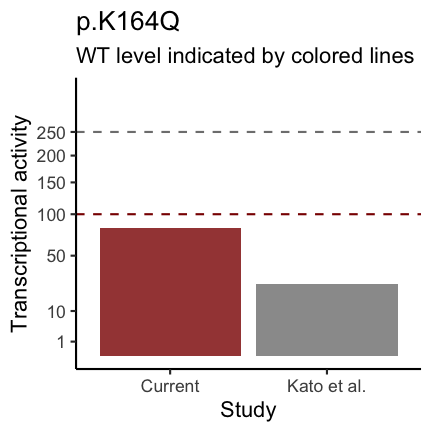 p.K164Q
WT level indicated by colored lines
Transcriptional activity
250
200
150
100
50
10
1
Current
Kato et al.
Study